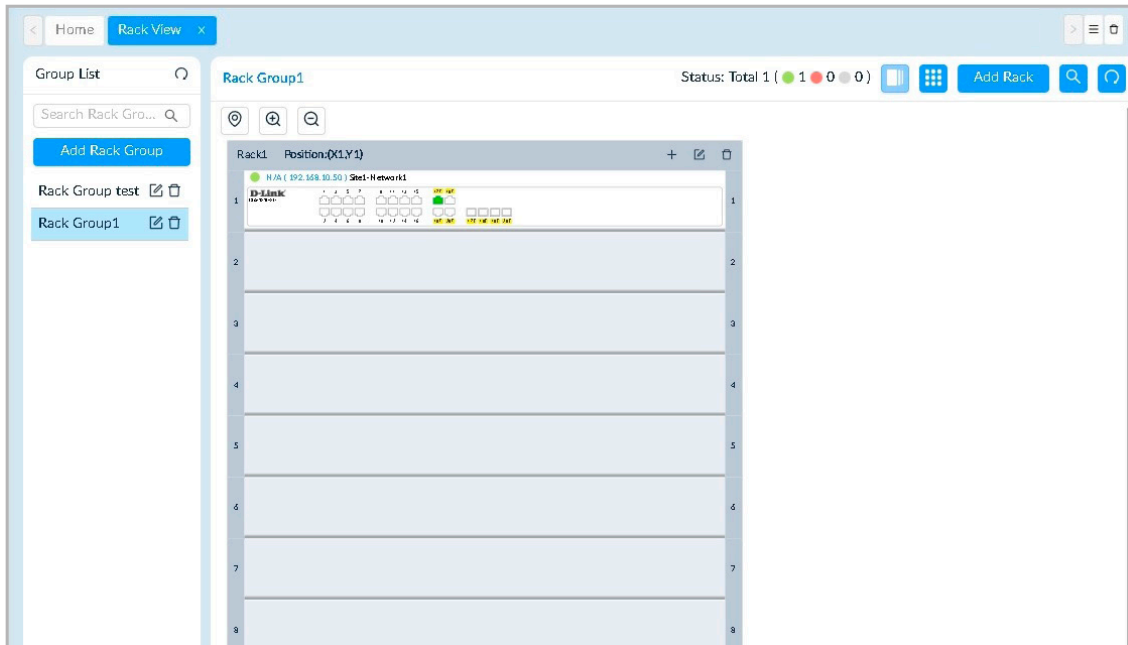 Home
Rack View ×
Group List
Search Rack Gro...
Add Rack Group
Rack Group test
Rack Group1
Rack Group1
Status: Total 1 ( 1 0 0 )
Add Rack
Rack1 Position:(X1,Y1)
N/A ( 192.168.10.50 ) Site1-Network1
D-Link
1 1
2 2
3 3
4 4
5 5
6 6
7 7
8 8